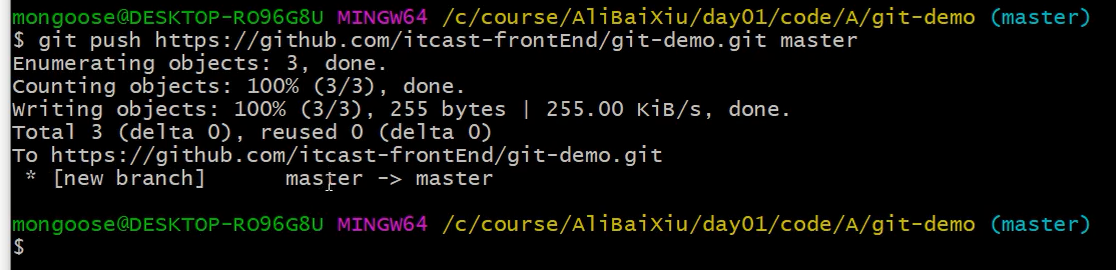 mongoose@DESKTOP-RO96G8U MINGW64 /c/course/AliBaiXiu/day01/code/A/git-demo (master)
$ git push https://github.com/itcast-frontEnd/git-demo.git master
Enumerating objects: 3, done.
Counting objects: 100% (3/3), done.
Writing objects: 100% (3/3), 255 bytes | 255.00 KiB/s, done.
Total 3 (delta 0), reused 0 (delta 0)
To https://github.com/itcast-frontEnd/git-demo.git
 * [new branch]      master -> master
mongoose@DESKTOP-RO96G8U MINGW64 /c/course/AliBaiXiu/day01/code/A/git-demo (master)
$